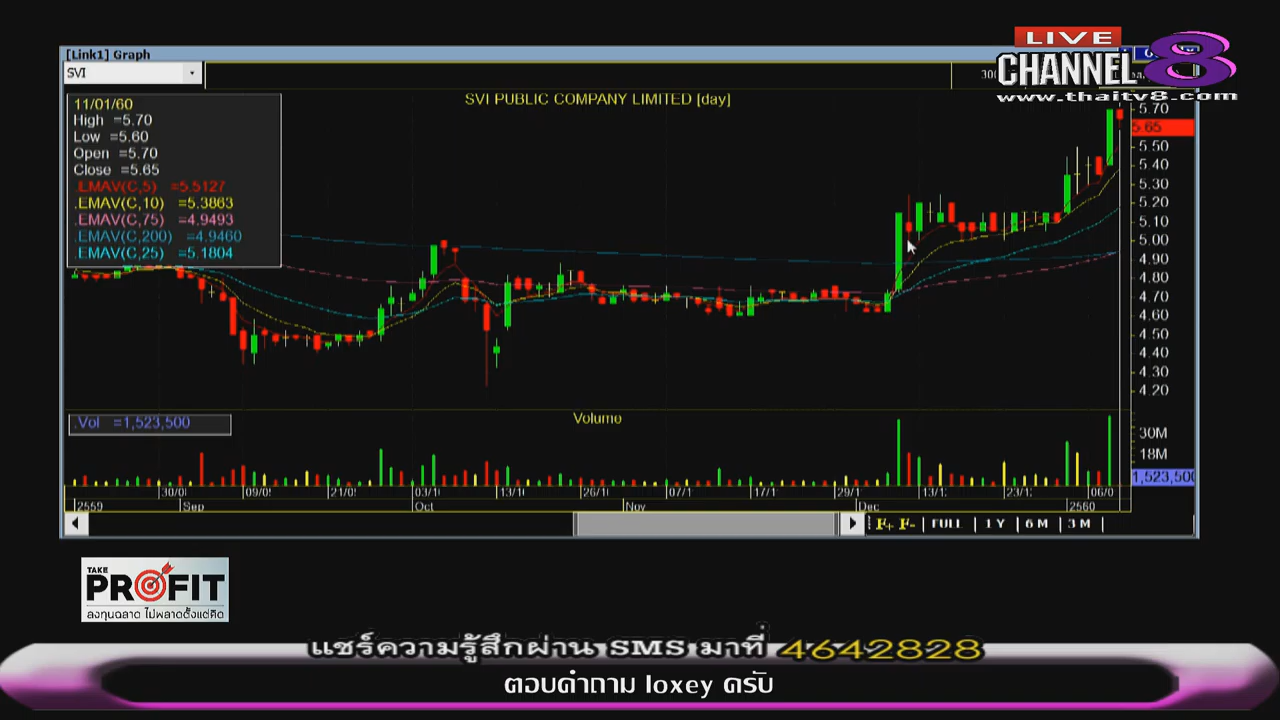 [Link1] Graph
LIVE
CHANNEL 8
www.thaitv8.com
SVI
SVI PUBLIC COMPANY LIMITED [day]
11/01/60
High =5.70
Low =5.60
Open =5.70
Close =5.65
.EMAV(C,5) =5.5127
.EMAV(C,10) =5.3863
.EMAV(C,75) =4.9493
.EMAV(C,200) =4.9460
.EMAV(C,25) =5.1804
5.70
5.65
5.50
5.40
5.30
5.20
5.10
5.00
4.90
4.80
4.70
4.60
4.50
4.40
4.30
4.20
.Vol =1,523,500
Volume
30M
18M
1,523,500
30/0 09/0 21/0 03/1 13/1 26/1 07/1 17/1 29/1 13/1 23/1 06/0
2559 Sep Oct Nov Dec 2560
F+ F- FULL 1 Y 6 M 3 M
TAKE
PROFIT
ลงทุนฉลาด ไม่พลาดตั้งแต่คิด
แชร์ความรู้สึกผ่าน SMS มาที่ 4642828
ตอบคำถาม loxey ครับ